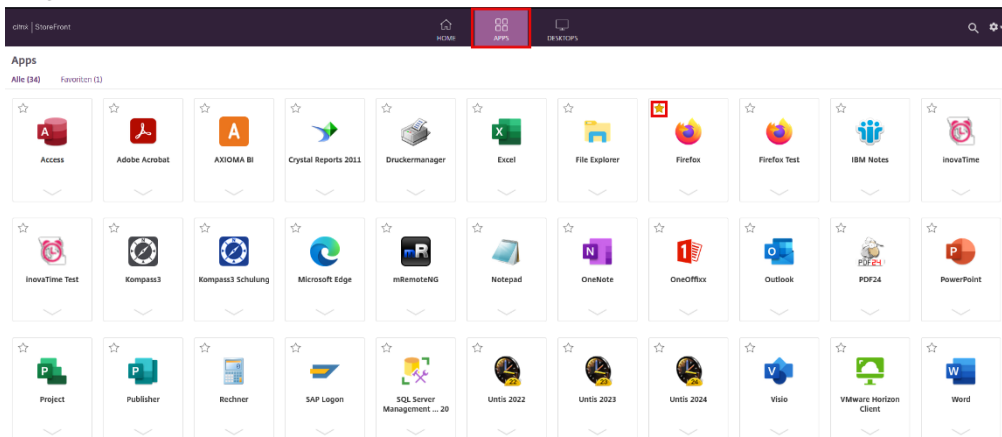 citrix | StoreFront
HOME
APPS
DESKTOPS
Apps
Alle (34) Favoriten (1)
Access
Adobe Acrobat
AXIOMA BI
Crystal Reports 2011
Druckermanager
Excel
File Explorer
Firefox
Firefox Test
IBM Notes
inovaTime
inovaTime Test
Kompass3
Kompass3 Schulung
Microsoft Edge
mRemoteNG
Notepad
OneNote
OneOffixx
Outlook
PDF24
PowerPoint
Project
Publisher
Rechner
SAP Logon
SQL Server
Management ... 20
Untis 2022
Untis 2023
Untis 2024
Visio
VMware Horizon
Client
Word